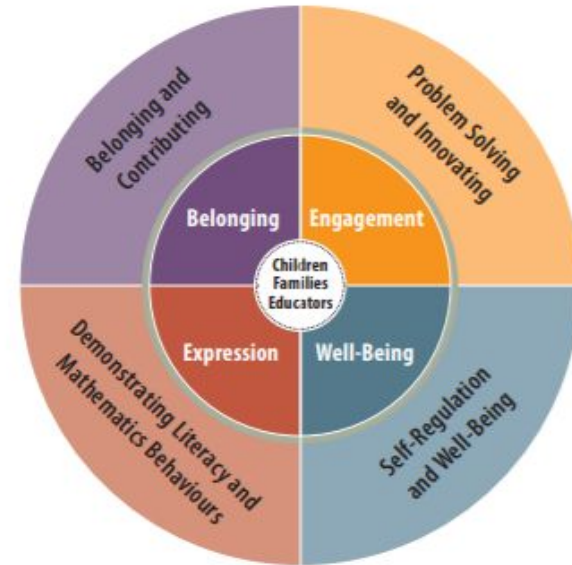 Belonging and
Contributing
Problem Solving
and Innovating
Belonging
Engagement
Children
Families
Educators
Expression
Well-Being
Demonstrating Literacy and
Mathematics Behaviours
Self-Regulation
and Well-Being